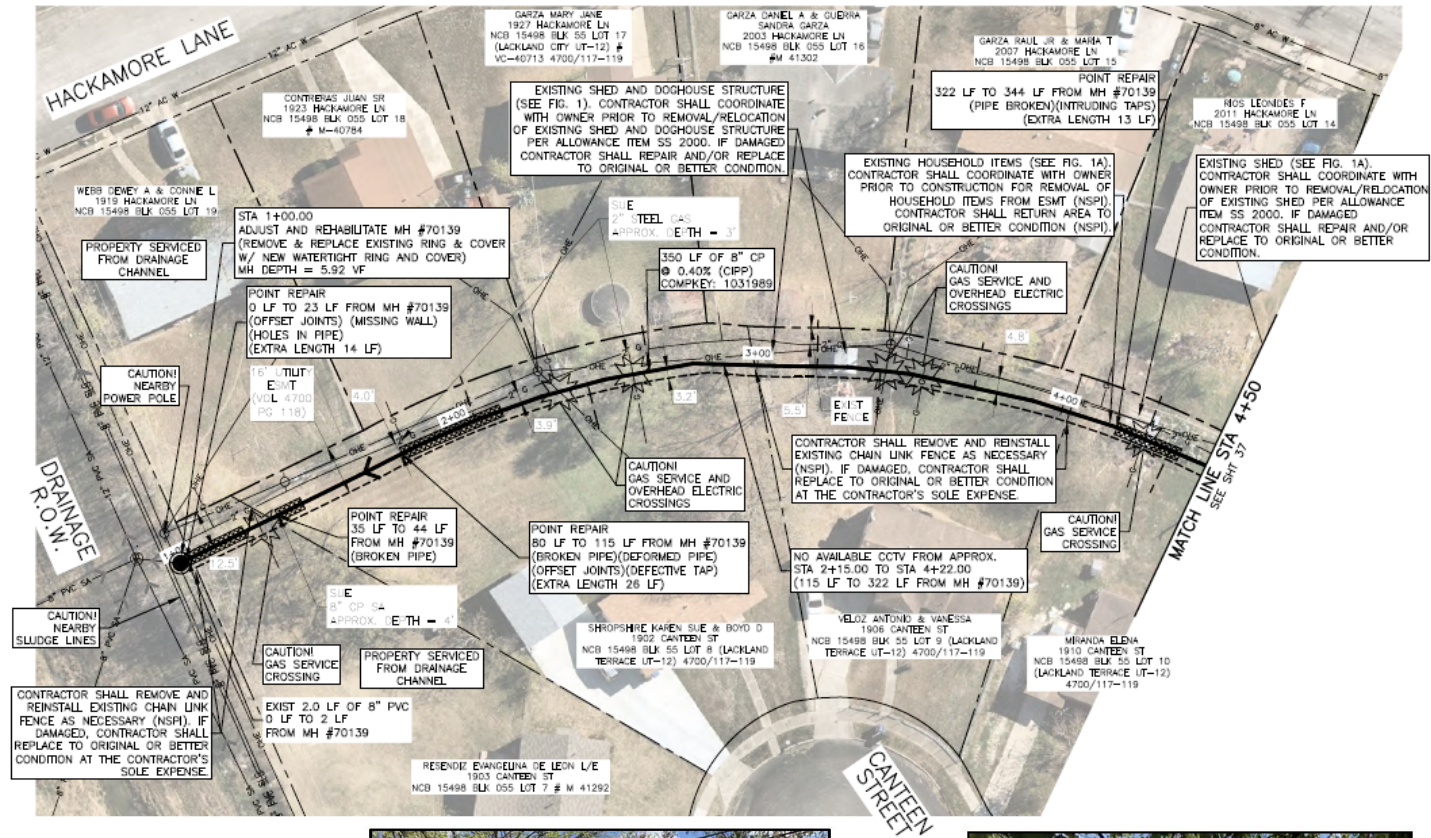 HACKAMORE LANE
12" AC W
12" AC W
8" AC W
8"
GARZA MARY JANE
1927 HACKAMORE LN
NCB 15498 BLK 055 LOT 17
(LACKLAND CITY UT-12) #
VC-40713 4700/117-119
GARZA DANIEL A & GUERRA
SANDRA GARZA
2003 HACKAMORE LN
NCB 15498 BLK 055 LOT 16
#M 41302
GARZA RAUL JR & MARIA T
2007 HACKAMORE LN
NCB 15498 BLK 055 LOT 15
CONTRERAS JUAN SR
1923 HACKAMORE LN
NCB 15498 BLK 055 LOT 18
# M-40784
EXISTING SHED AND DOGHOUSE STRUCTURE
(SEE FIG. 1). CONTRACTOR SHALL COORDINATE
WITH OWNER PRIOR TO REMOVAL/RELOCATION
OF EXISTING SHED AND DOGHOUSE STRUCTURE
PER ALLOWANCE ITEM SS 2000. IF DAMAGED
CONTRACTOR SHALL REPAIR AND/OR REPLACE
TO ORIGINAL OR BETTER CONDITION.
POINT REPAIR
322 LF TO 344 LF FROM MH #70139
(PIPE BROKEN)(INTRUDING TAPS)
(EXTRA LENGTH 13 LF)
RIOS LEONIDES F
2011 HACKAMORE LN
NCB 15498 BLK 055 LOT 14
EXISTING HOUSEHOLD ITEMS (SEE FIG. 1A).
CONTRACTOR SHALL COORDINATE WITH OWNER
PRIOR TO CONSTRUCTION FOR REMOVAL OF
HOUSEHOLD ITEMS FROM ESMT (NSPI).
CONTRACTOR SHALL RETURN AREA TO
ORIGINAL OR BETTER CONDITION (NSPI).
EXISTING SHED (SEE FIG. 1A).
CONTRACTOR SHALL COORDINATE WITH
OWNER PRIOR TO REMOVAL/RELOCATION
OF EXISTING SHED PER ALLOWANCE
ITEM SS 2000. IF DAMAGED
CONTRACTOR SHALL REPAIR AND/OR
REPLACE TO ORIGINAL OR BETTER
CONDITION.
WEBB DEWEY A & CONNIE L
1919 HACKAMORE LN
NCB 15498 BLK 055 LOT 19
PROPERTY SERVICED
FROM DRAINAGE
CHANNEL
STA 1+00.00
ADJUST AND REHABILITATE MH #70139
(REMOVE & REPLACE EXISTING RING & COVER
W/ NEW WATERTIGHT RING AND COVER)
MH DEPTH = 5.92 VF
SUE
2" STEEL GAS
APPROX. DEPTH = 3'
350 LF OF 8" CP
@ 0.40% (CIPP)
COMPKEY: 1031989
CAUTION!
GAS SERVICE AND
OVERHEAD ELECTRIC
CROSSINGS
POINT REPAIR
0 LF TO 23 LF FROM MH #70139
(OFFSET JOINTS) (MISSING WALL)
(HOLES IN PIPE)
(EXTRA LENGTH 14 LF)
CAUTION!
NEARBY
POWER POLE
16' UTILITY
ESMT
(VOL 4700
PG 118)
4.0'
2+00
3.9'
3.2'
3+00
5.5'
EXIST
FENCE
4.8'
4+00
OHE
MATCH LINE STA 4+50
SEE SHT 37
DRAINAGE
R.O.W.
12.5'
CAUTION!
GAS SERVICE AND
OVERHEAD ELECTRIC
CROSSINGS
CONTRACTOR SHALL REMOVE AND REINSTALL
EXISTING CHAIN LINK FENCE AS NECESSARY
(NSPI). IF DAMAGED, CONTRACTOR SHALL
REPLACE TO ORIGINAL OR BETTER CONDITION
AT THE CONTRACTOR'S SOLE EXPENSE.
POINT REPAIR
35 LF TO 44 LF
FROM MH #70139
(BROKEN PIPE)
POINT REPAIR
80 LF TO 115 LF FROM MH #70139
(BROKEN PIPE)(DEFORMED PIPE)
(OFFSET JOINTS)(DEFECTIVE TAP)
(EXTRA LENGTH 26 LF)
CAUTION!
GAS SERVICE
CROSSING
NO AVAILABLE CCTV FROM APPROX.
STA 2+15.00 TO STA 4+22.00
(115 LF TO 322 LF FROM MH #70139)
8" PVC SA
SUE
8" CP SA
APPROX. DEPTH = 4'
CAUTION!
NEARBY
SLUDGE LINES
CAUTION!
GAS SERVICE
CROSSING
PROPERTY SERVICED
FROM DRAINAGE
CHANNEL
SHROPSHIRE KAREN SUE & BOYD D
1902 CANTEEN ST
NCB 15498 BLK 55 LOT 8 (LACKLAND
TERRACE UT-12) 4700/117-119
VELOZ ANTONIO & VANESSA
1906 CANTEEN ST
NCB 15498 BLK 55 LOT 9 (LACKLAND
TERRACE UT-12) 4700/117-119
MIRANDA ELENA
1910 CANTEEN ST
NCB 15498 BLK 55 LOT 10
(LACKLAND TERRACE UT-12)
4700/117-119
CONTRACTOR SHALL REMOVE AND
REINSTALL EXISTING CHAIN LINK
FENCE AS NECESSARY (NSPI). IF
DAMAGED, CONTRACTOR SHALL
REPLACE TO ORIGINAL OR BETTER
CONDITION AT THE CONTRACTOR'S
SOLE EXPENSE.
EXIST 2.0 LF OF 8" PVC
0 LF TO 2 LF
FROM MH #70139
RESENDIZ EVANGELINA DE LEON L/E
1903 CANTEEN ST
NCB 15498 BLK 055 LOT 7 # M 41292
CANTEEN
STREET